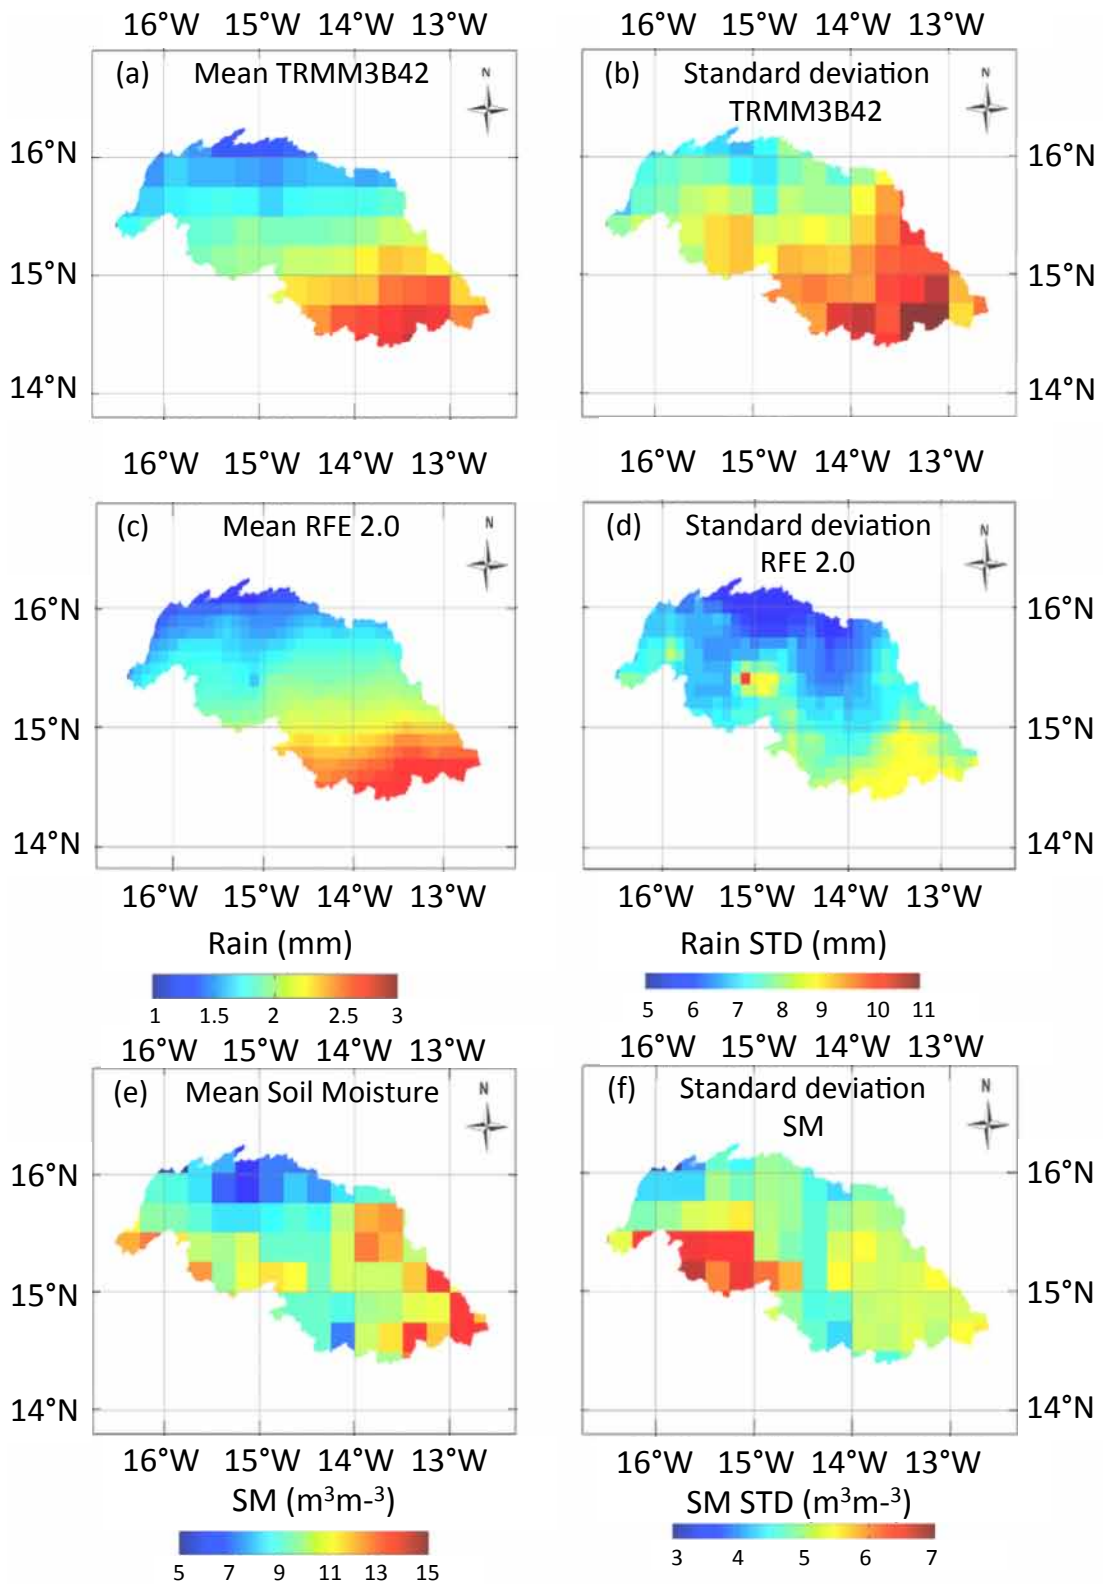 16°W 15°W 14°W 13°W 16°W 15°W 14°W 13°W
(a) Mean TRMM3B42 N (b) Standard deviation N
TRMM3B42
16°N 16°N
15°N 15°N
14°N 14°N
16°W 15°W 14°W 13°W 16°W 15°W 14°W 13°W
(c) Mean RFE 2.0 N (d) Standard deviation N
RFE 2.0
16°N 16°N
15°N 15°N
14°N 14°N
16°W 15°W 14°W 13°W 16°W 15°W 14°W 13°W
Rain (mm) Rain STD (mm)
1 1.5 2 2.5 3 5 6 7 8 9 10 11
16°W 15°W 14°W 13°W 16°W 15°W 14°W 13°W
(e) Mean Soil Moisture N (f) Standard deviation N
SM
16°N 16°N
15°N 15°N
14°N 14°N
16°W 15°W 14°W 13°W 16°W 15°W 14°W 13°W
SM (m³m-³) SM STD (m³m-³)
5 7 9 11 13 15 3 4 5 6 7